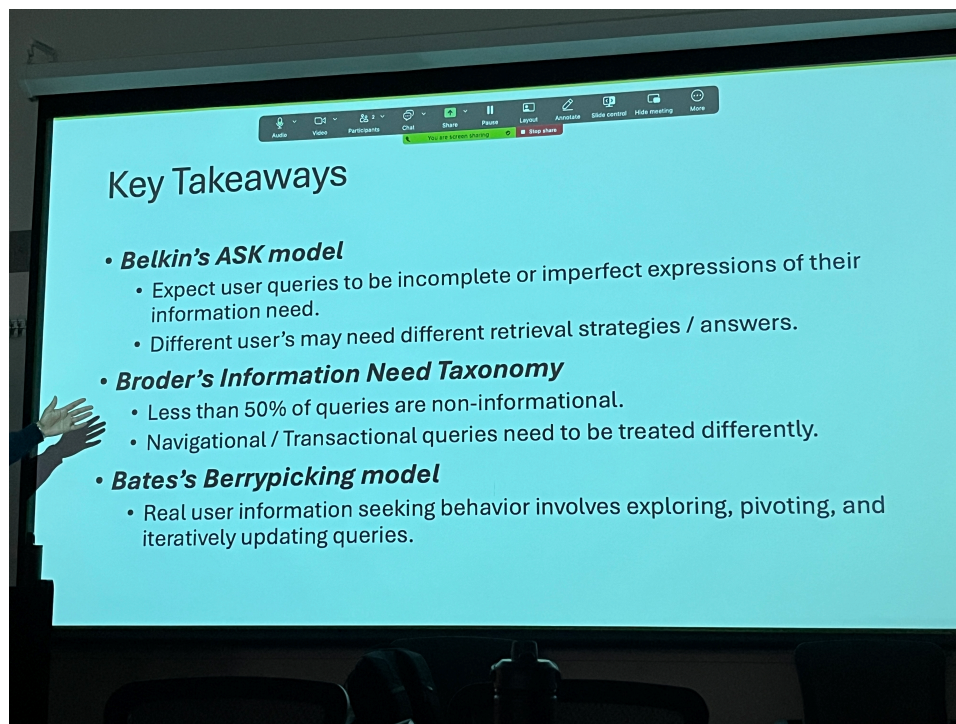 Audio
Video
Participants
3
Chat
Share
Pause
Layout
Annotate
Slide control
Hide meeting
More
You are screen sharing
Stop share
Key Takeaways
• Belkin's ASK model
• Expect user queries to be incomplete or imperfect expressions of their
information need.
• Different user's may need different retrieval strategies / answers.
• Broder's Information Need Taxonomy
• Less than 50% of queries are non-informational.
• Navigational / Transactional queries need to be treated differently.
• Bates's Berrypicking model
• Real user information seeking behavior involves exploring, pivoting, and
iteratively updating queries.